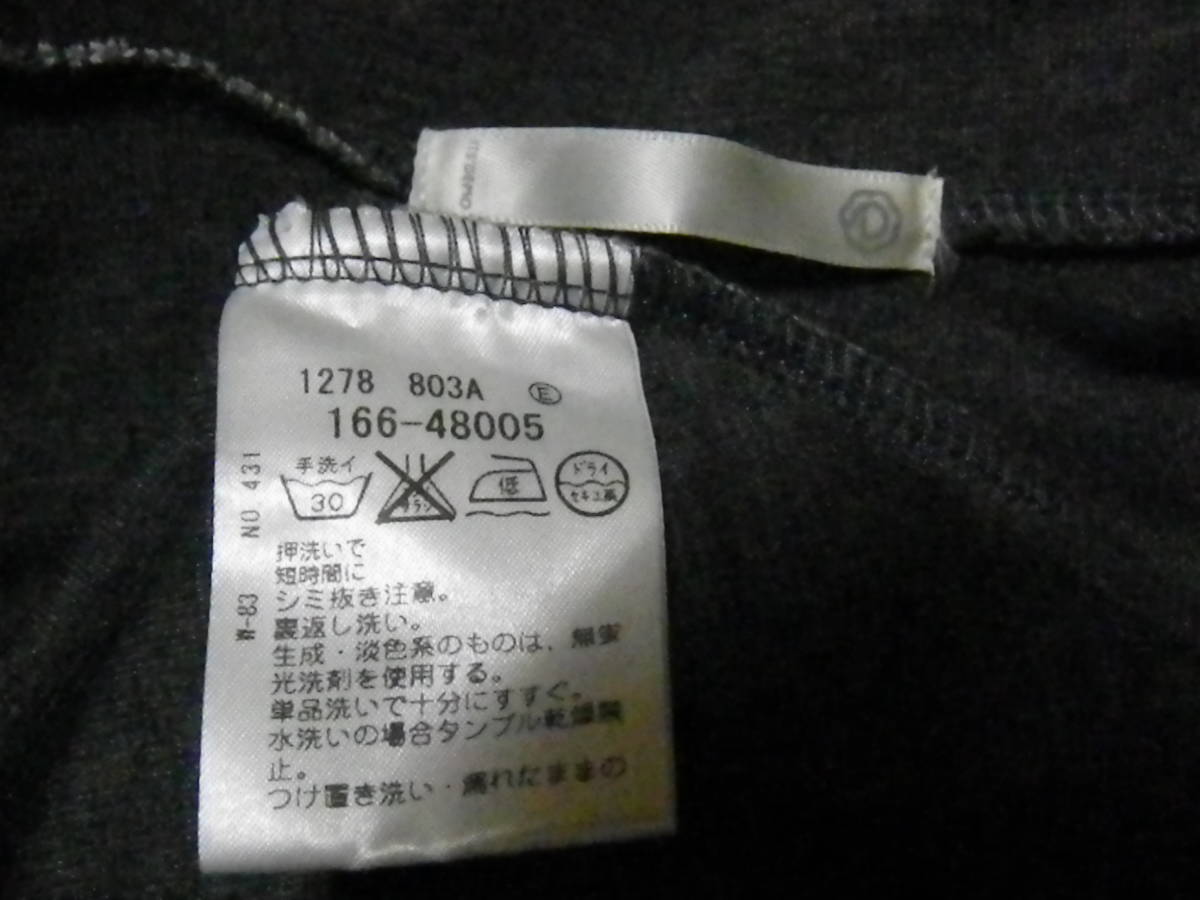 1278 803A Ⓔ
166-48005
手洗イ
30
低
ドライ
セキユ系
NO 431
W-83
押洗いで
短時間に
シミ抜き注意。
裏返し洗い。
生成・淡色系のものは、無蛍
光洗剤を使用する。
単品洗いで十分にすすぐ。
水洗いの場合タンブル乾燥禁
止。
つけ置き洗い・濡れたままの